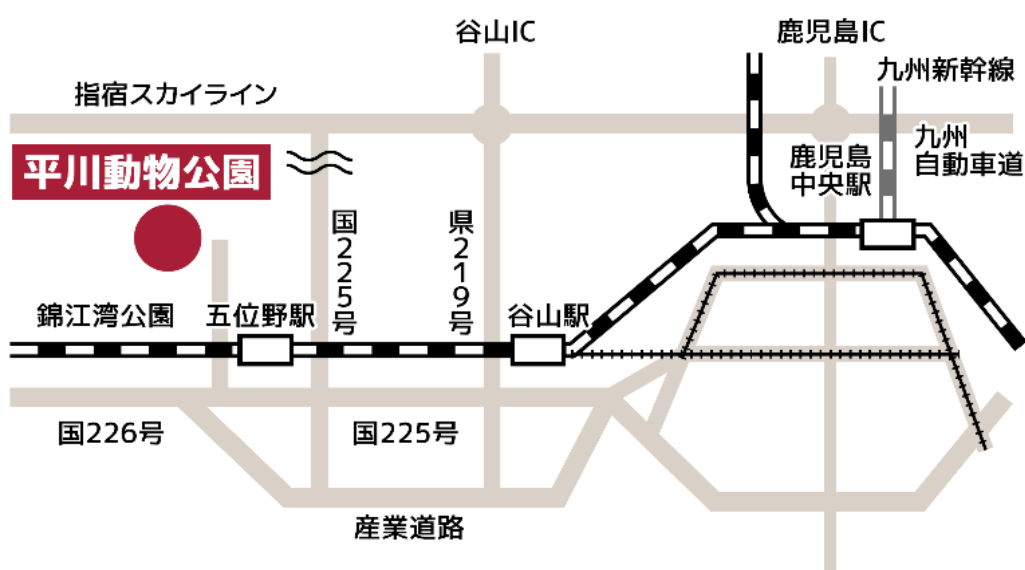 谷山IC
鹿児島IC
九州新幹線
指宿スカイライン
九州
自動車道
平川動物公園
鹿児島
中央駅
国225号
県219号
錦江湾公園
五位野駅
谷山駅
国226号
国225号
産業道路